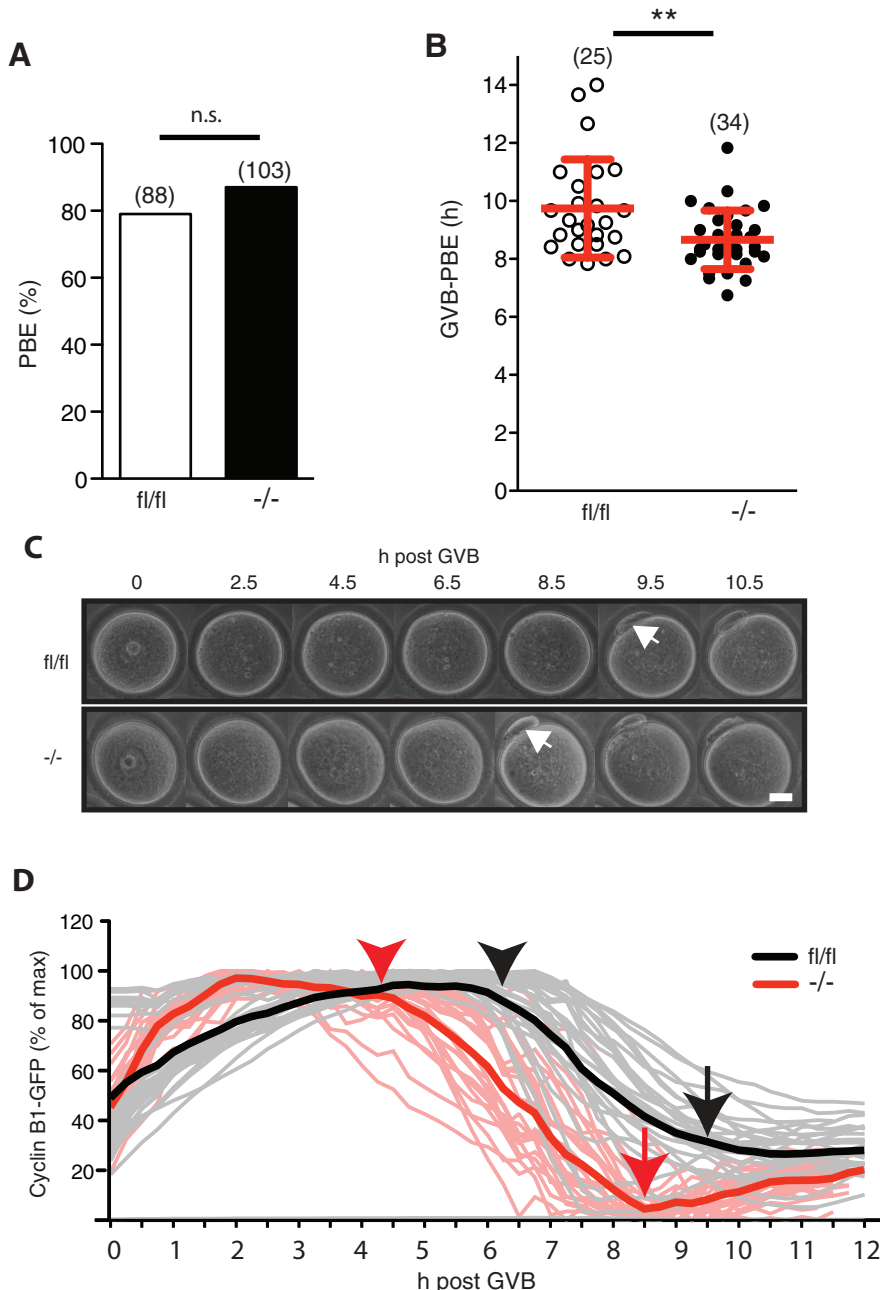 A
n.s.
(88)
(103)
PBE (%)
100
80
60
40
20
0
fl/fl
-/-
B
**
(25)
(34)
GVB-PBE (h)
14
12
10
8
6
4
2
0
fl/fl
-/-
C
h post GVB
0 2.5 4.5 6.5 8.5 9.5 10.5
fl/fl
-/-
D
Cyclin B1-GFP (% of max)
120
100
80
60
40
20
fl/fl
-/-
0 1 2 3 4 5 6 7 8 9 10 11 12
h post GVB